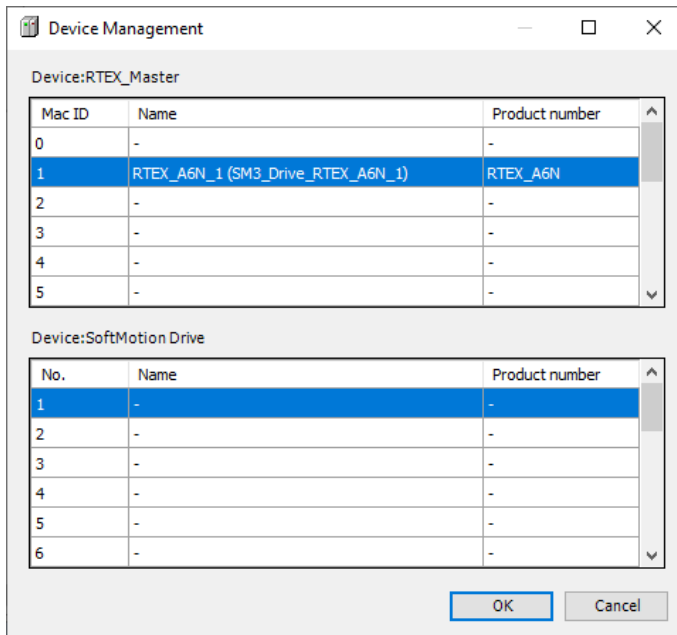 Device Management
Device:RTEX_Master
Mac ID Name Product number
0 - -
1 RTEX_A6N_1 (SM3_Drive_RTEX_A6N_1) RTEX_A6N
2 - -
3 - -
4 - -
5 - -
Device:SoftMotion Drive
No. Name Product number
1 - -
2 - -
3 - -
4 - -
5 - -
6 - -
OK Cancel